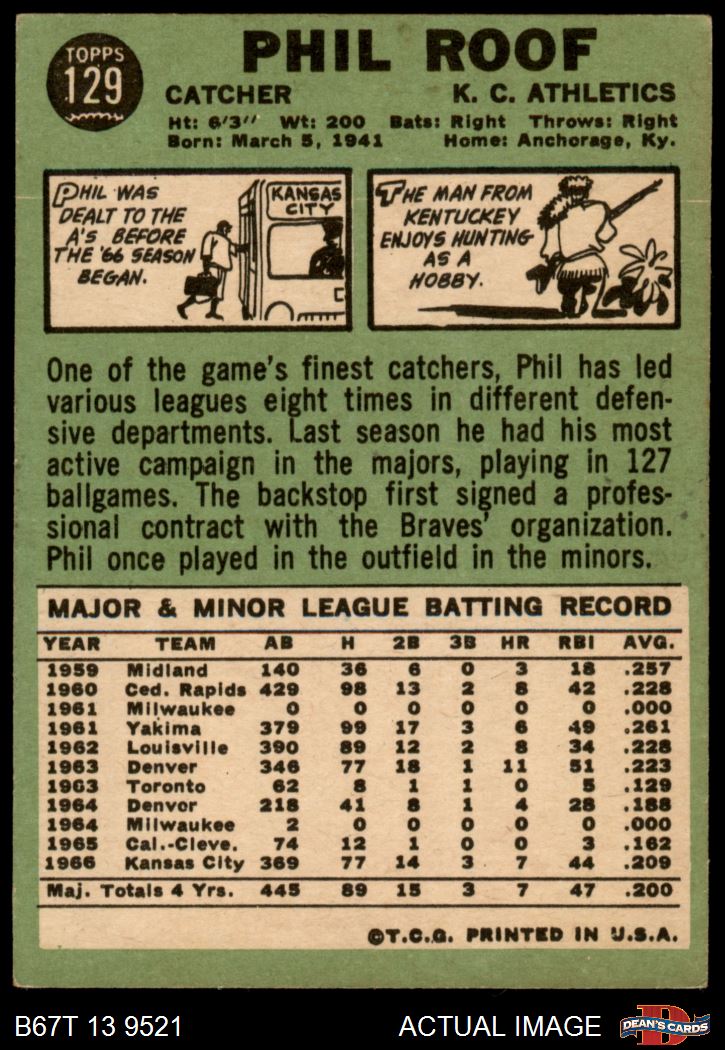 TOPPS
129
PHIL ROOF
CATCHER K. C. ATHLETICS
Ht: 6'3" Wt: 200 Bats: Right Throws: Right
Born: March 5, 1941 Home: Anchorage, Ky.
PHIL WAS
DEALT TO THE
A'S BEFORE
THE '66 SEASON
BEGAN.
KANSAS
CITY
THE MAN FROM
KENTUCKEY
ENJOYS HUNTING
AS A
HOBBY.
One of the game's finest catchers, Phil has led
various leagues eight times in different defen-
sive departments. Last season he had his most
active campaign in the majors, playing in 127
ballgames. The backstop first signed a profes-
sional contract with the Braves' organization.
Phil once played in the outfield in the minors.
MAJOR & MINOR LEAGUE BATTING RECORD
YEAR TEAM AB H 2B 3B HR RBI AVG.
1959 Midland 140 36 6 0 3 18 .257
1960 Ced. Rapids 429 98 13 2 8 42 .228
1961 Milwaukee 0 0 0 0 0 0 .000
1961 Yakima 379 99 17 3 6 49 .261
1962 Louisville 390 89 12 2 8 34 .228
1963 Denver 346 77 18 1 11 51 .223
1963 Toronto 62 8 1 1 0 5 .129
1964 Denver 218 41 8 1 4 28 .188
1964 Milwaukee 2 0 0 0 0 0 .000
1965 Cal.-Cleve. 74 12 1 0 0 3 .162
1966 Kansas City 369 77 14 3 7 44 .209
Maj. Totals 4 Yrs. 445 89 15 3 7 47 .200
©T.C.G. PRINTED IN U.S.A.
B67T 13 9521 ACTUAL IMAGE
D
DEAN'S CARDS